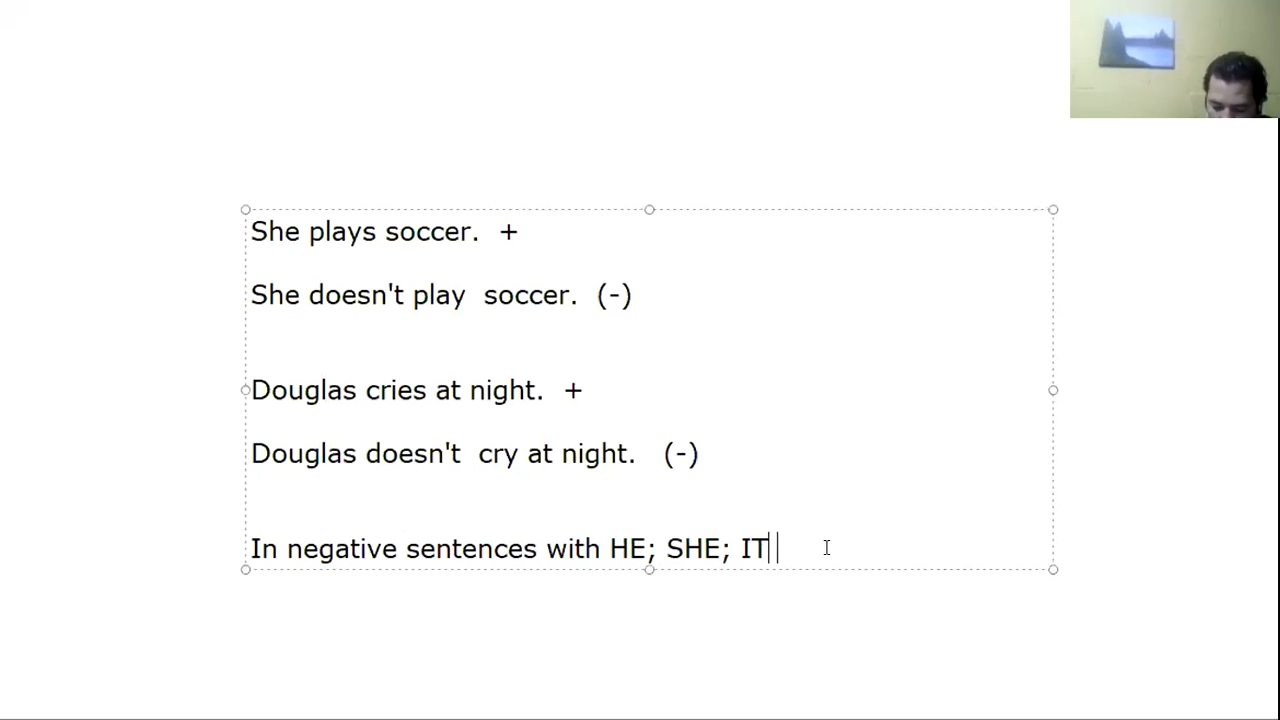 She plays soccer.  +
She doesn't play  soccer.  (-)
Douglas cries at night.  +
Douglas doesn't  cry at night.   (-)
In negative sentences with HE; SHE; IT